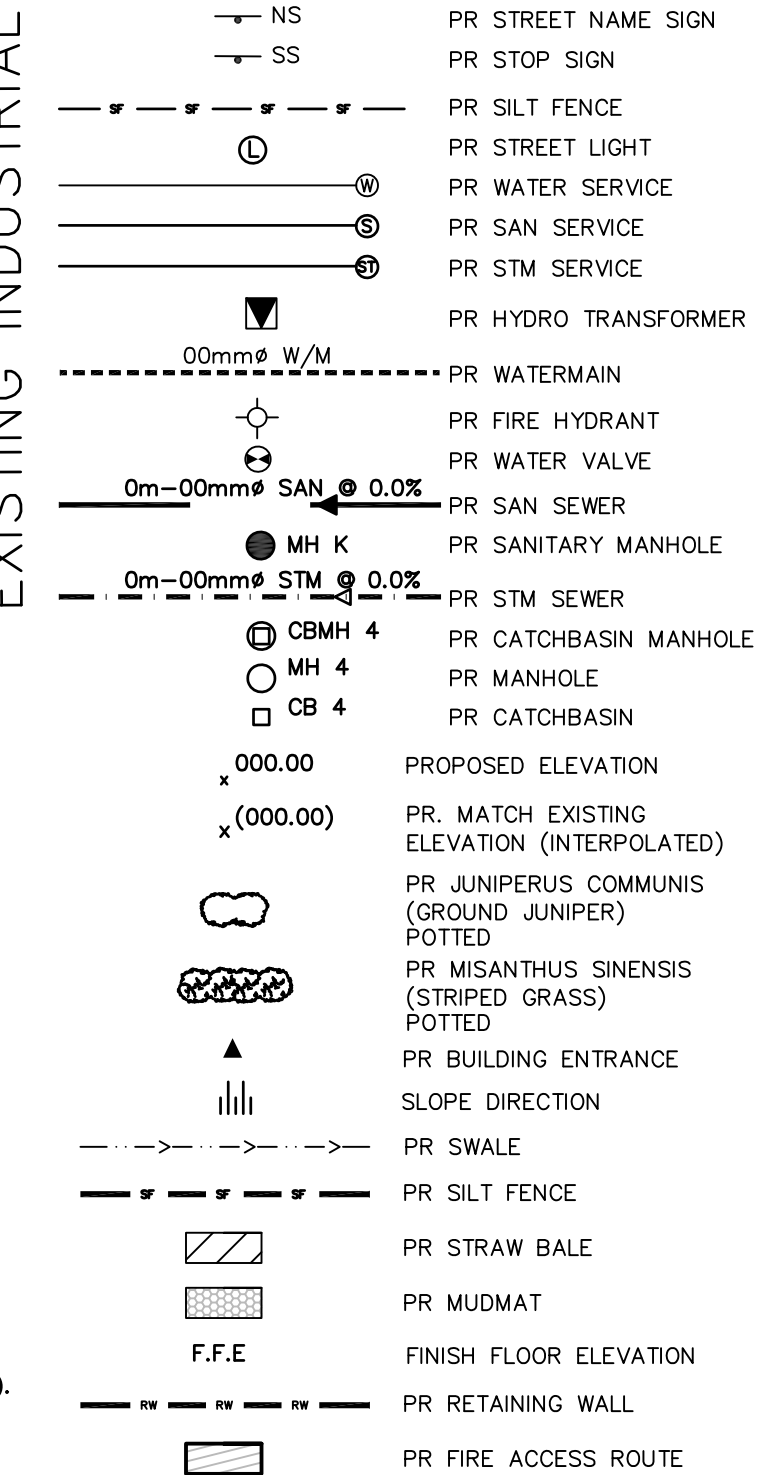 EXISTING INDUSTRIAL
NS PR STREET NAME SIGN
SS PR STOP SIGN
SF SF SF SF PR SILT FENCE
L PR STREET LIGHT
W PR WATER SERVICE
S PR SAN SERVICE
ST PR STM SERVICE
PR HYDRO TRANSFORMER
00mmø W/M
PR WATERMAIN
PR FIRE HYDRANT
PR WATER VALVE
0m-00mmø SAN @ 0.0%
PR SAN SEWER
MH K PR SANITARY MANHOLE
0m-00mmø STM @ 0.0%
PR STM SEWER
CBMH 4 PR CATCHBASIN MANHOLE
MH 4 PR MANHOLE
CB 4 PR CATCHBASIN
x 000.00 PROPOSED ELEVATION
x (000.00) PR. MATCH EXISTING
ELEVATION (INTERPOLATED)
PR JUNIPERUS COMMUNIS
(GROUND JUNIPER)
POTTED
PR MISANTHUS SINENSIS
(STRIPED GRASS)
POTTED
PR BUILDING ENTRANCE
SLOPE DIRECTION
PR SWALE
SF SF SF PR SILT FENCE
PR STRAW BALE
PR MUDMAT
F.F.E FINISH FLOOR ELEVATION
).
RW RW RW PR RETAINING WALL
PR FIRE ACCESS ROUTE